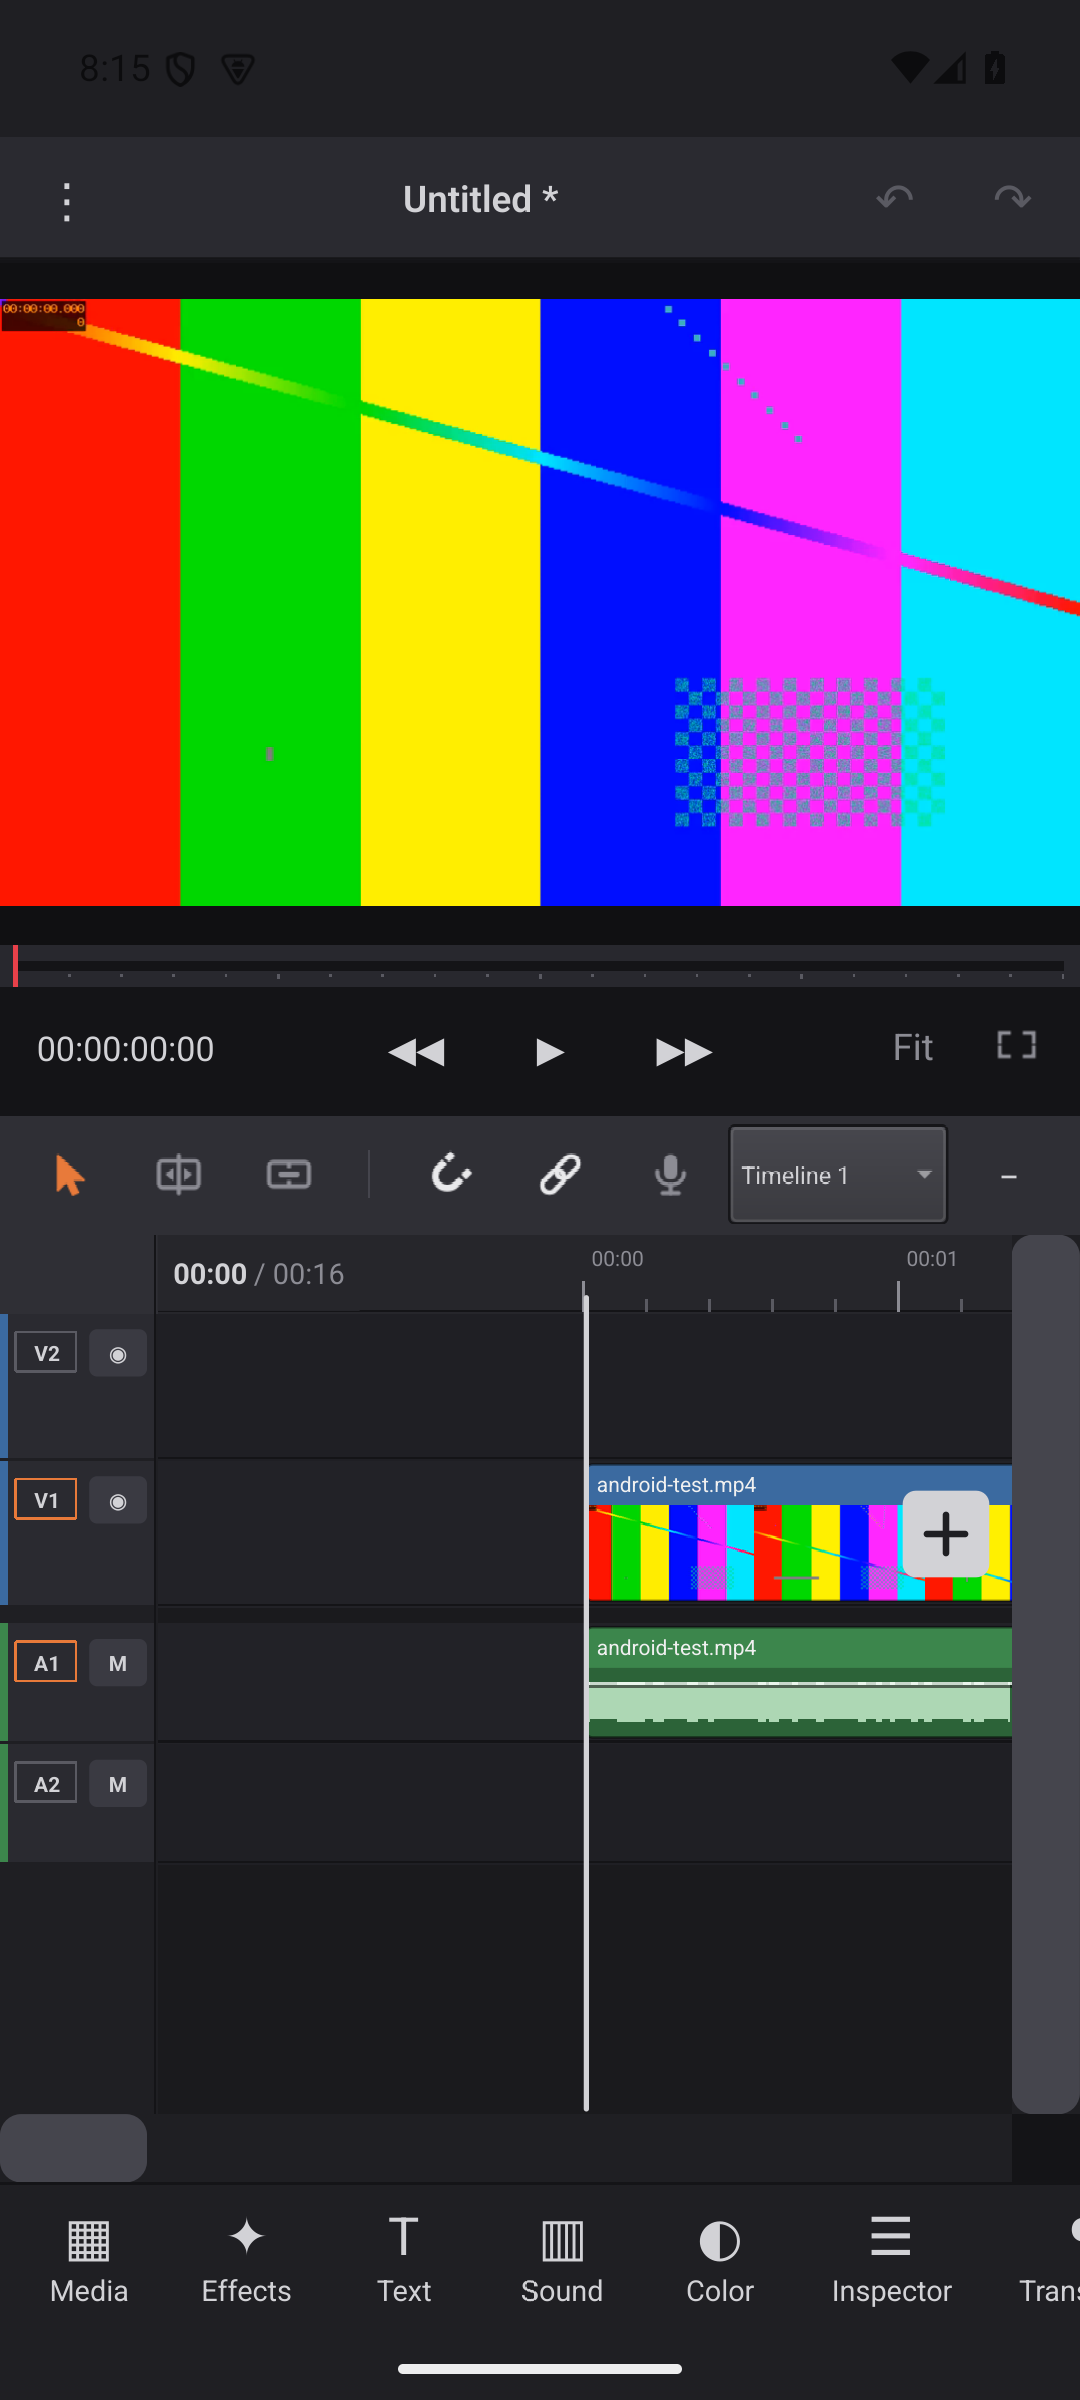 8:15
Untitled *
00:00:00.000
0
00:00:00:00
Fit
Timeline 1
00:00 / 00:16
00:00
00:01
V2
V1
android-test.mp4
A1
M
android-test.mp4
A2
M
Media
Effects
Text
Sound
Color
Inspector
Trans